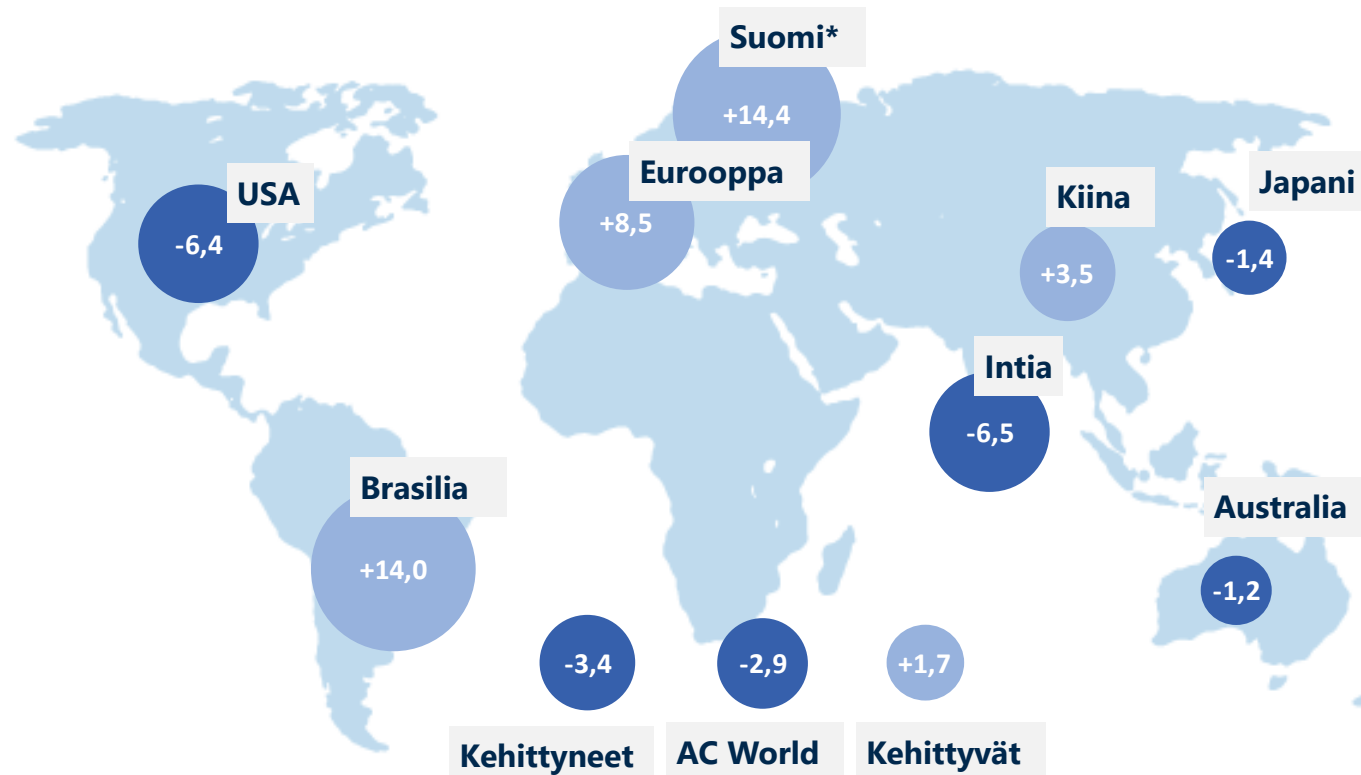 Suomi*
+14,4
Eurooppa
+8,5
USA
-6,4
Kiina
+3,5
Japani
-1,4
Intia
-6,5
Brasilia
+14,0
Australia
-1,2
-3,4
-2,9
+1,7
Kehittyneet
AC World
Kehittyvät